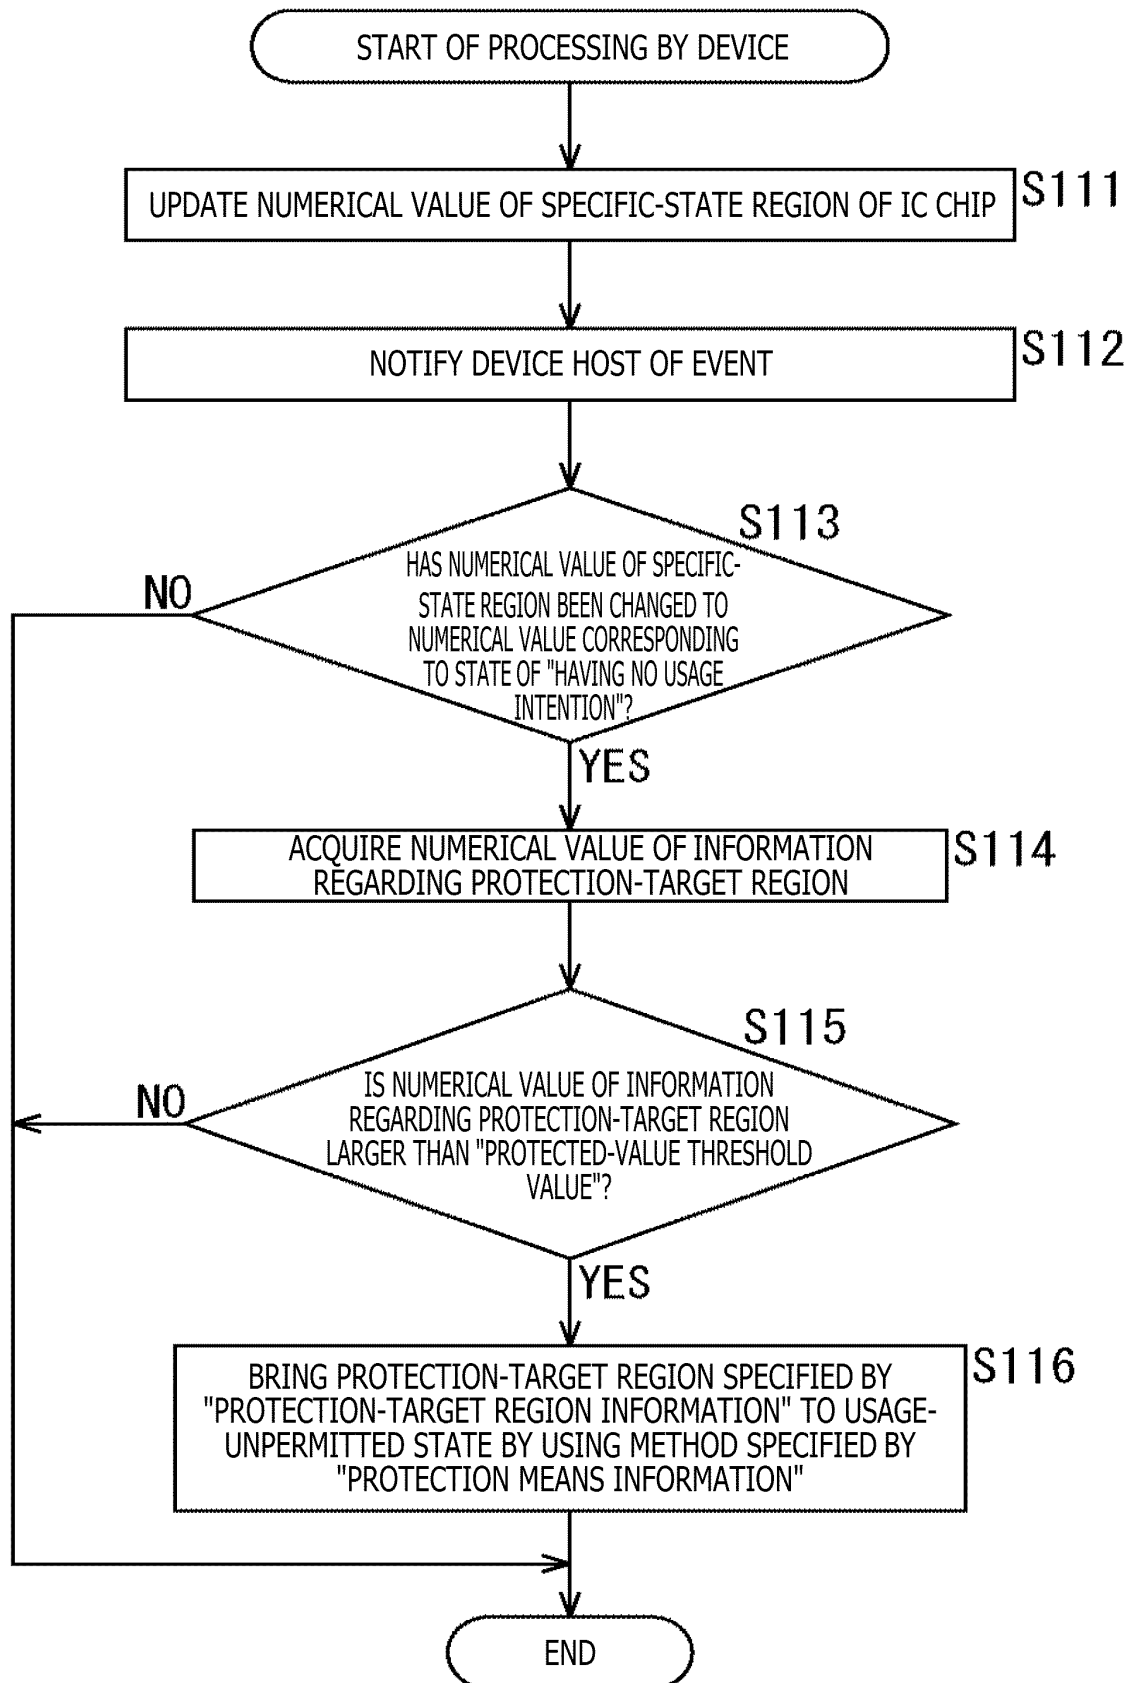 START OF PROCESSING BY DEVICE
S111
UPDATE NUMERICAL VALUE OF SPECIFIC-STATE REGION OF IC CHIP
S112
NOTIFY DEVICE HOST OF EVENT
S113
HAS NUMERICAL VALUE OF SPECIFIC-
STATE REGION BEEN CHANGED TO
NUMERICAL VALUE CORRESPONDING
TO STATE OF "HAVING NO USAGE
INTENTION"?
NO
YES
S114
ACQUIRE NUMERICAL VALUE OF INFORMATION
REGARDING PROTECTION-TARGET REGION
S115
IS NUMERICAL VALUE OF INFORMATION
REGARDING PROTECTION-TARGET REGION
LARGER THAN "PROTECTED-VALUE THRESHOLD
VALUE"?
NO
YES
S116
BRING PROTECTION-TARGET REGION SPECIFIED BY
"PROTECTION-TARGET REGION INFORMATION" TO USAGE-
UNPERMITTED STATE BY USING METHOD SPECIFIED BY
"PROTECTION MEANS INFORMATION"
END